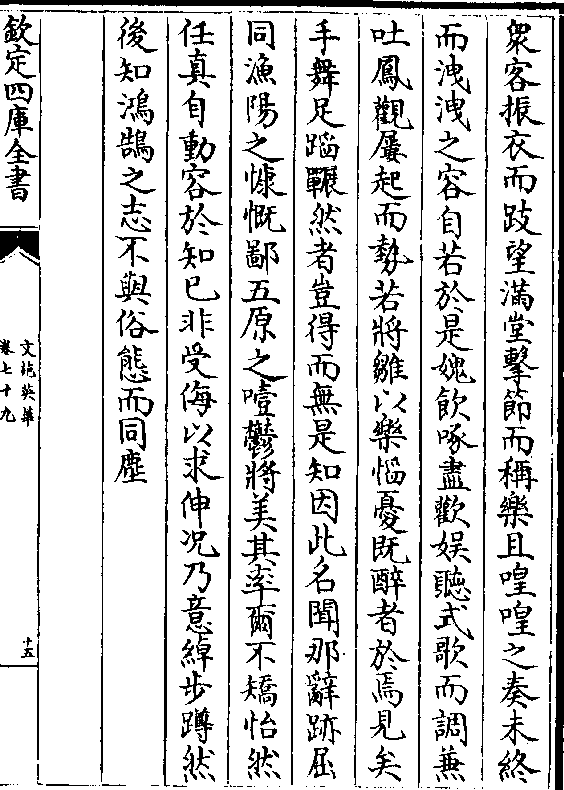 衆客振衣而跂望滿堂擊節而稱樂且喤喤之奏未終
而洩洩之容自若於是媿飲啄盡歡娱聽式歌而調兼
吐鳳觀屢起而勢若將雛以樂慆憂既醉者於焉見矣
手舞足蹈囅然者豈得而無是知因此名聞那辭跡屈
同漁陽之慷慨鄙五原之噎鬱將美其率爾不矯怡然
任真自動容於知已非受侮以求伸况乃意綽步蹲然
後知鴻鵠之志不與俗態而同塵
欽定四庫全書
文苑英華
卷七十九
十五